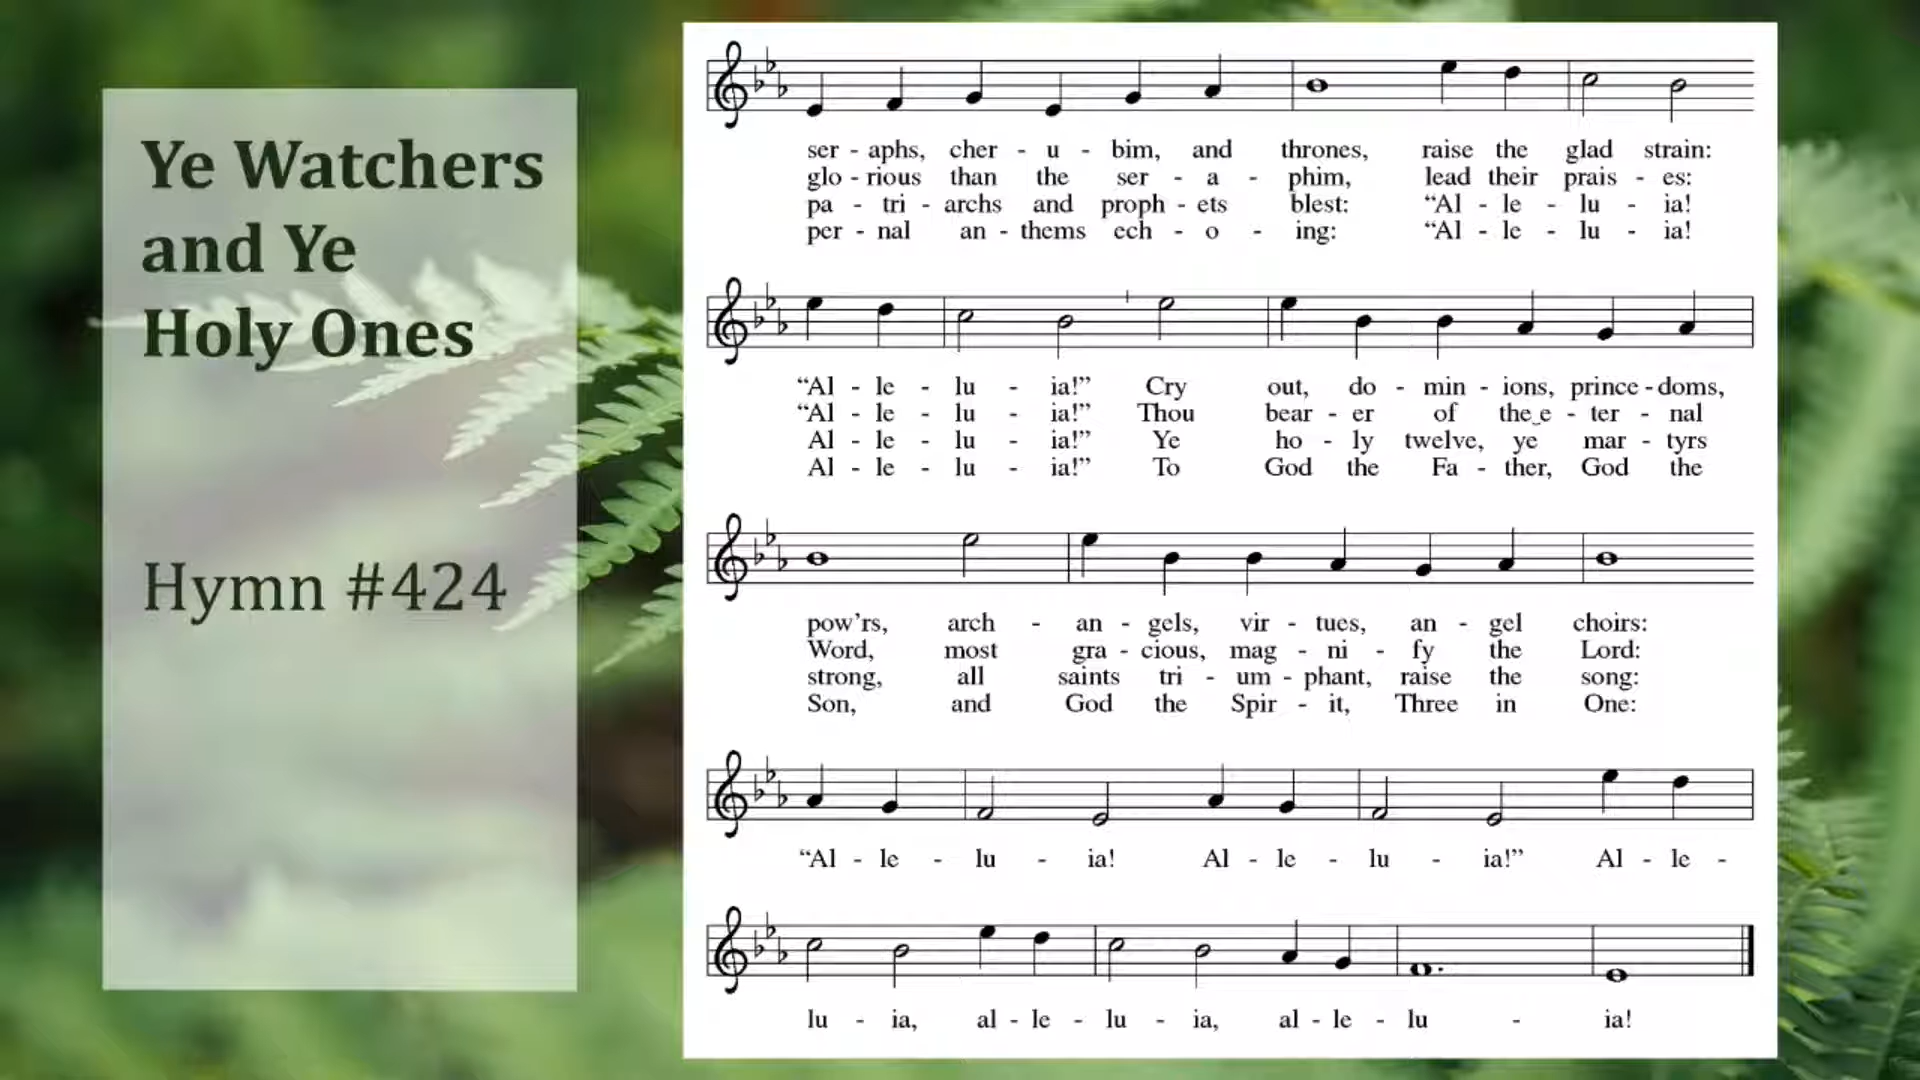 Ye Watchers
and Ye
Holy Ones
Hymn #424
ser - aphs, cher - u - bim, and thrones, raise the glad strain:
glo - rious than the ser - a - phim, lead their prais - es:
pa - tri - archs and proph - ets blest: “Al - le - lu - ia!
per - nal an - thems ech - o - ing: “Al - le - lu - ia!
“Al - le - lu - ia!” Cry out, do - min - ions, prince - doms,
“Al - le - lu - ia!” Thou bear - er of the‿e - ter - nal
Al - le - lu - ia!” Ye ho - ly twelve, ye mar - tyrs
Al - le - lu - ia!” To God the Fa - ther, God the
pow’rs, arch - an - gels, vir - tues, an - gel choirs:
Word, most gra - cious, mag - ni - fy the Lord:
strong, all saints tri - um - phant, raise the song:
Son, and God the Spir - it, Three in One:
“Al - le - lu - ia! Al - le - lu - ia!” Al - le -
lu - ia, al - le - lu - ia, al - le - lu - ia!